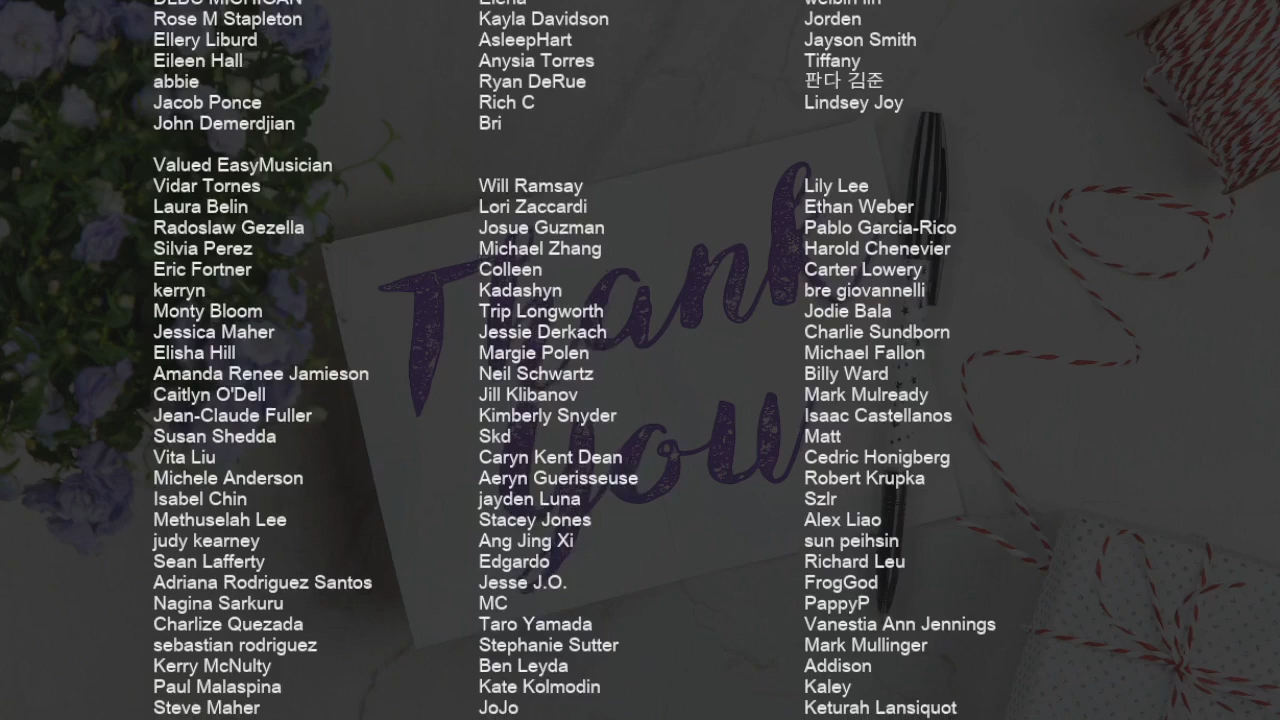 Rose M Stapleton
Kayla Davidson
Jorden
Ellery Liburd
AsleepHart
Jayson Smith
Eileen Hall
Anysia Torres
Tiffany
abbie
Ryan DeRue
판다 김준
Jacob Ponce
Rich C
Lindsey Joy
John Demerdjian
Bri
Valued EasyMusician
Vidar Tornes
Will Ramsay
Lily Lee
Laura Belin
Lori Zaccardi
Ethan Weber
Radoslaw Gezella
Josue Guzman
Pablo Garcia-Rico
Silvia Perez
Michael Zhang
Harold Chenevier
Eric Fortner
Colleen
Carter Lowery
kerryn
Kadashyn
bre giovannelli
Monty Bloom
Trip Longworth
Jodie Bala
Jessica Maher
Jessie Derkach
Charlie Sundborn
Elisha Hill
Margie Polen
Michael Fallon
Amanda Renee Jamieson
Neil Schwartz
Billy Ward
Caitlyn O'Dell
Jill Klibanov
Mark Mulready
Jean-Claude Fuller
Kimberly Snyder
Isaac Castellanos
Susan Shedda
Skd
Matt
Vita Liu
Caryn Kent Dean
Cedric Honigberg
Michele Anderson
Aeryn Guerisseuse
Robert Krupka
Isabel Chin
jayden Luna
Szlr
Methuselah Lee
Stacey Jones
Alex Liao
judy kearney
Ang Jing Xi
sun peihsin
Sean Lafferty
Edgardo
Richard Leu
Adriana Rodriguez Santos
Jesse J.O.
FrogGod
Nagina Sarkuru
MC
PappyP
Charlize Quezada
Taro Yamada
Vanestia Ann Jennings
sebastian rodriguez
Stephanie Sutter
Mark Mullinger
Kerry McNulty
Ben Leyda
Addison
Paul Malaspina
Kate Kolmodin
Kaley
Steve Maher
JoJo
Keturah Lansiquot
Thank
you